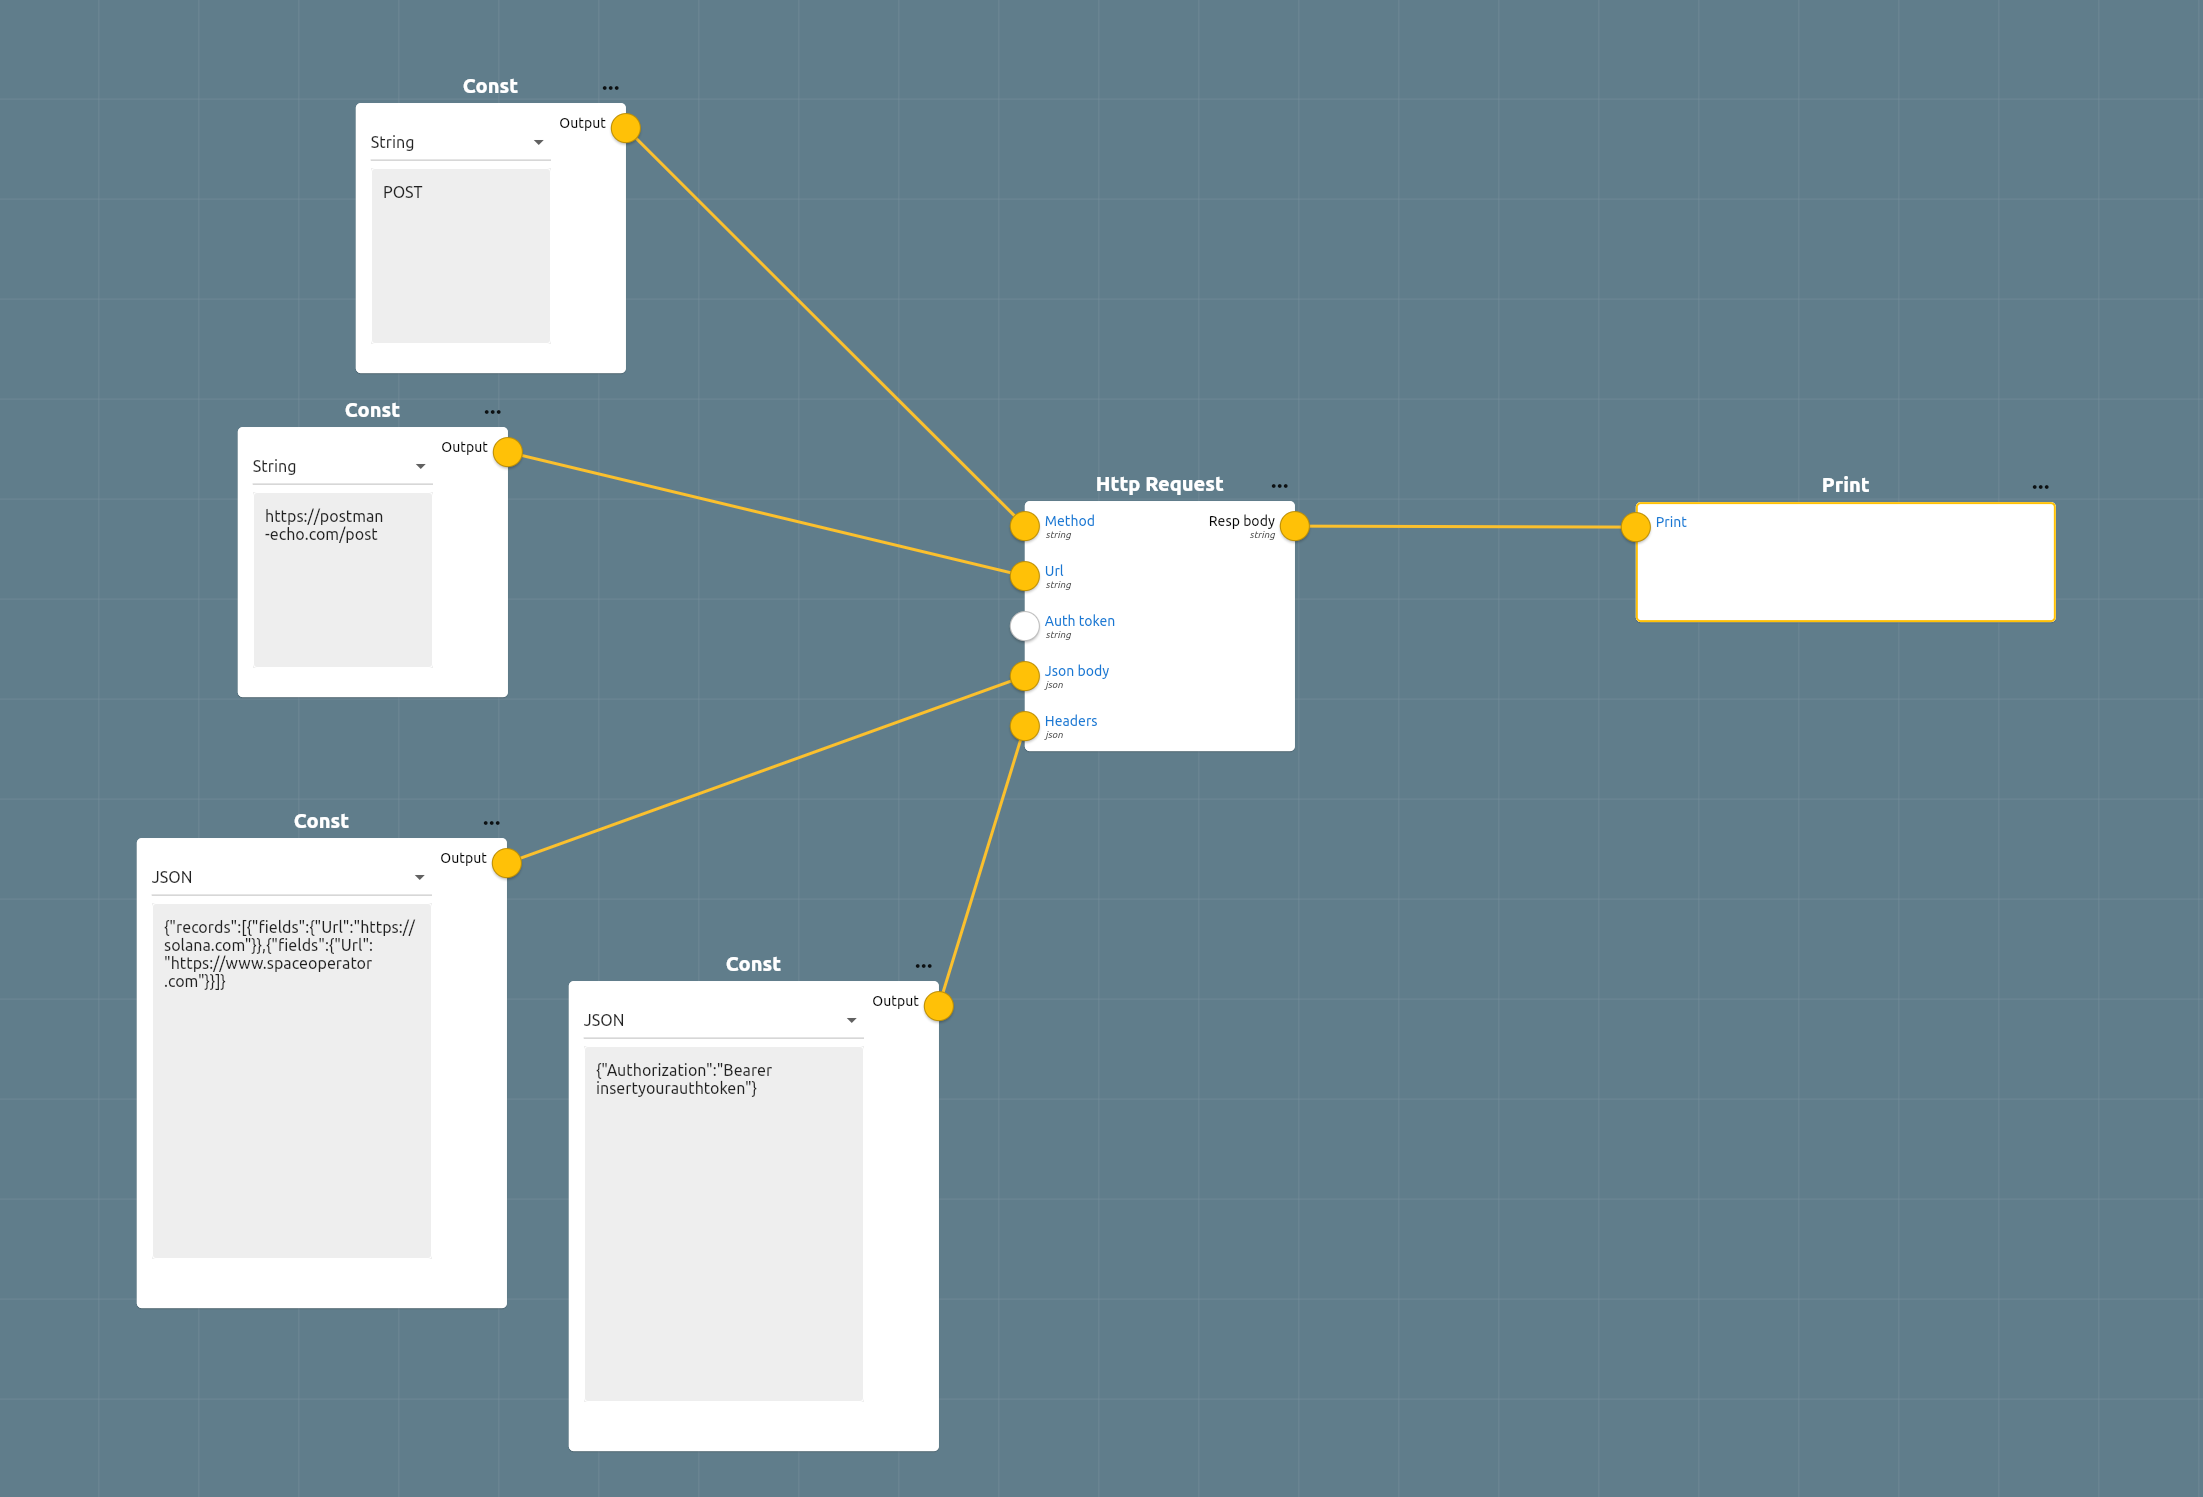 Const ...
Output
String
POST
Const ...
Output
String
https://postman
-echo.com/post
Http Request ...
Method
string
Resp body
string
Url
string
Auth token
string
Json body
json
Headers
json
Print ...
Print
Const ...
Output
JSON
{"records":[{"fields":{"Url":"https://
solana.com"}},{"fields":{"Url":
"https://www.spaceoperator
.com"}}]}
Const ...
Output
JSON
{"Authorization":"Bearer
insertyourauthtoken"}